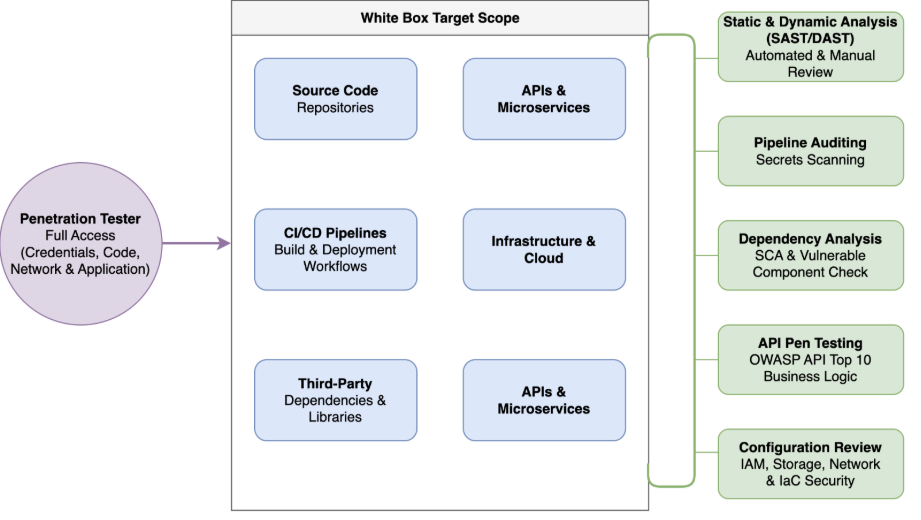 White Box Target Scope
Source Code
Repositories
APIs &
Microservices
Penetration Tester
Full Access
(Credentials, Code,
Network & Application)
CI/CD Pipelines
Build & Deployment
Workflows
Infrastructure &
Cloud
Third-Party
Dependencies &
Libraries
APIs &
Microservices
Static & Dynamic Analysis
(SAST/DAST)
Automated & Manual
Review
Pipeline Auditing
Secrets Scanning
Dependency Analysis
SCA & Vulnerable
Component Check
API Pen Testing
OWASP API Top 10
Business Logic
Configuration Review
IAM, Storage, Network
& IaC Security